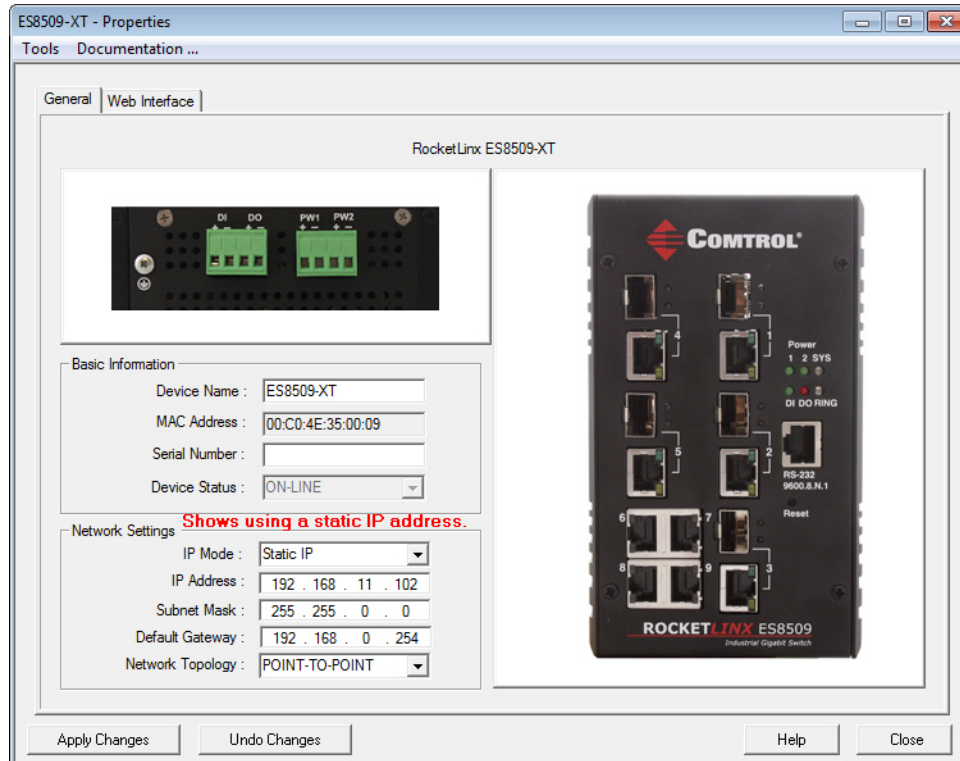 ES8509-XT - Properties
Tools Documentation ...
General Web Interface
RocketLinx ES8509-XT
DI DO PW1 PW2
+ - + - + - + -
COMTROL®
4 1
Power
1 2 SYS
DI DO RING
5 2
RS-232
9600.8.N.1
Reset
6 7
8 9 3
ROCKETLINX ES8509
Industrial Gigabit Switch
Basic Information
Device Name : ES8509-XT
MAC Address : 00:C0:4E:35:00:09
Serial Number :
Device Status : ON-LINE
Shows using a static IP address.
Network Settings
IP Mode : Static IP
IP Address : 192 . 168 . 11 . 102
Subnet Mask : 255 . 255 . 0 . 0
Default Gateway : 192 . 168 . 0 . 254
Network Topology : POINT-TO-POINT
Apply Changes Undo Changes Help Close